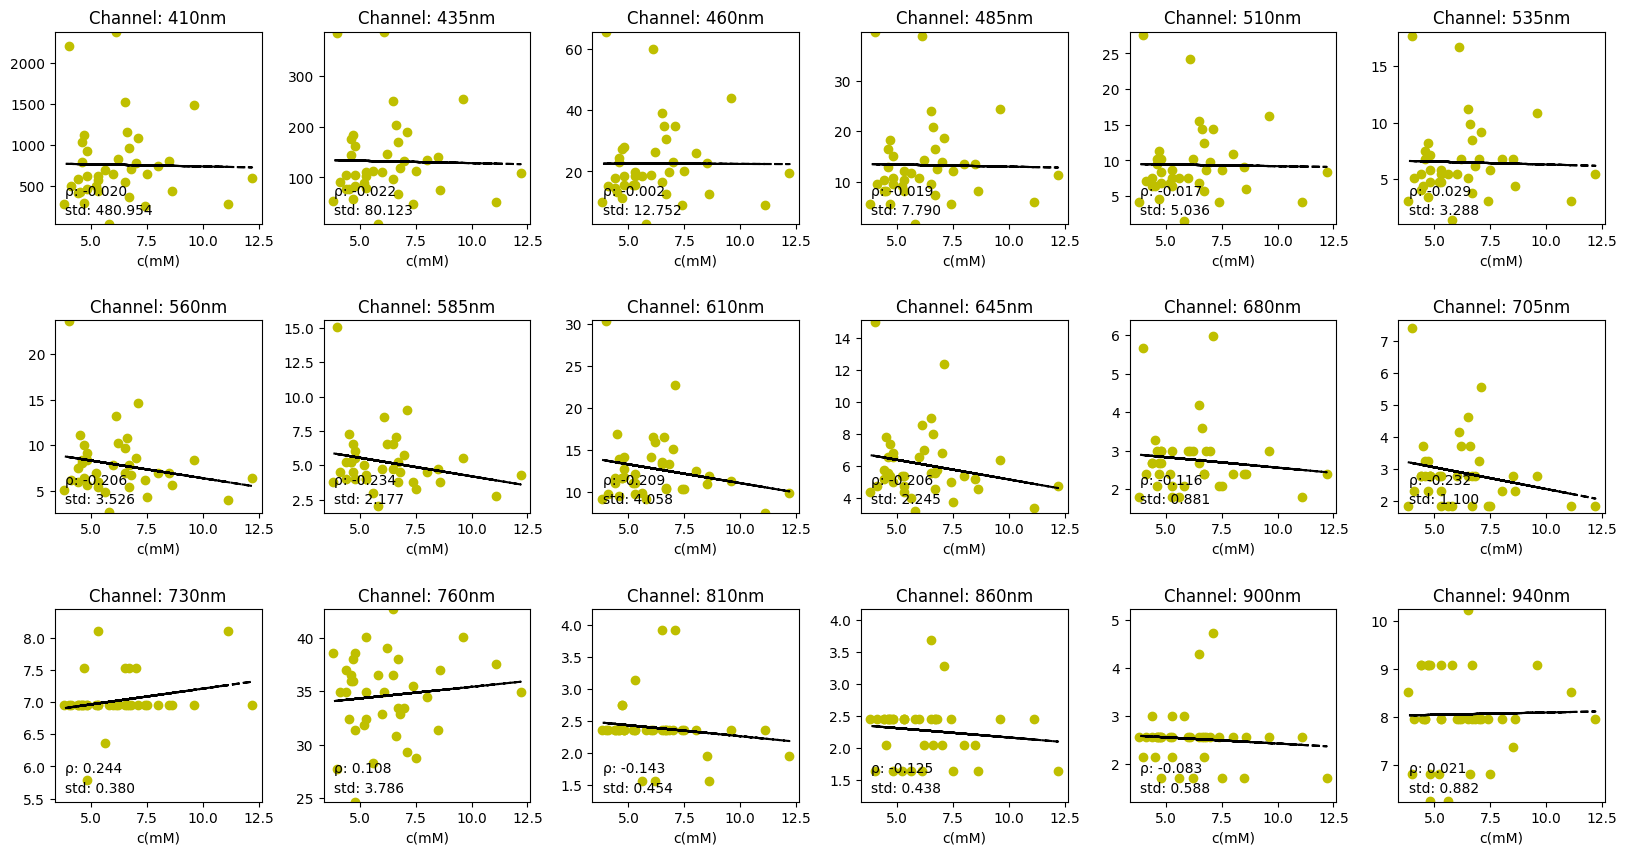 Channel: 410nm Channel: 435nm Channel: 460nm Channel: 485nm Channel: 510nm Channel: 535nm
2000 1500 1000 500
ρ: -0.020
std: 480.954
5.0 7.5 10.0 12.5
c(mM)
300 200 100
ρ: -0.022
std: 80.123
5.0 7.5 10.0 12.5
c(mM)
60 40 20
ρ: -0.002
std: 12.752
5.0 7.5 10.0 12.5
c(mM)
30 20 10
ρ: -0.019
std: 7.790
5.0 7.5 10.0 12.5
c(mM)
25 20 15 10 5
ρ: -0.017
std: 5.036
5.0 7.5 10.0 12.5
c(mM)
15 10 5
ρ: -0.029
std: 3.288
5.0 7.5 10.0 12.5
c(mM)
Channel: 560nm Channel: 585nm Channel: 610nm Channel: 645nm Channel: 680nm Channel: 705nm
20 15 10 5
ρ: -0.206
std: 3.526
5.0 7.5 10.0 12.5
c(mM)
15.0 12.5 10.0 7.5 5.0 2.5
ρ: -0.234
std: 2.177
5.0 7.5 10.0 12.5
c(mM)
30 25 20 15 10
ρ: -0.209
std: 4.058
5.0 7.5 10.0 12.5
c(mM)
14 12 10 8 6 4
ρ: -0.206
std: 2.245
5.0 7.5 10.0 12.5
c(mM)
6 5 4 3 2
ρ: -0.116
std: 0.881
5.0 7.5 10.0 12.5
c(mM)
7 6 5 4 3 2
ρ: -0.232
std: 1.100
5.0 7.5 10.0 12.5
c(mM)
Channel: 730nm Channel: 760nm Channel: 810nm Channel: 860nm Channel: 900nm Channel: 940nm
8.0 7.5 7.0 6.5 6.0 5.5
ρ: 0.244
std: 0.380
5.0 7.5 10.0 12.5
c(mM)
40 35 30 25
ρ: 0.108
std: 3.786
5.0 7.5 10.0 12.5
c(mM)
4.0 3.5 3.0 2.5 2.0 1.5
ρ: -0.143
std: 0.454
5.0 7.5 10.0 12.5
c(mM)
4.0 3.5 3.0 2.5 2.0 1.5
ρ: -0.125
std: 0.438
5.0 7.5 10.0 12.5
c(mM)
5 4 3 2
ρ: -0.083
std: 0.588
5.0 7.5 10.0 12.5
c(mM)
10 9 8 7
ρ: 0.021
std: 0.882
5.0 7.5 10.0 12.5
c(mM)